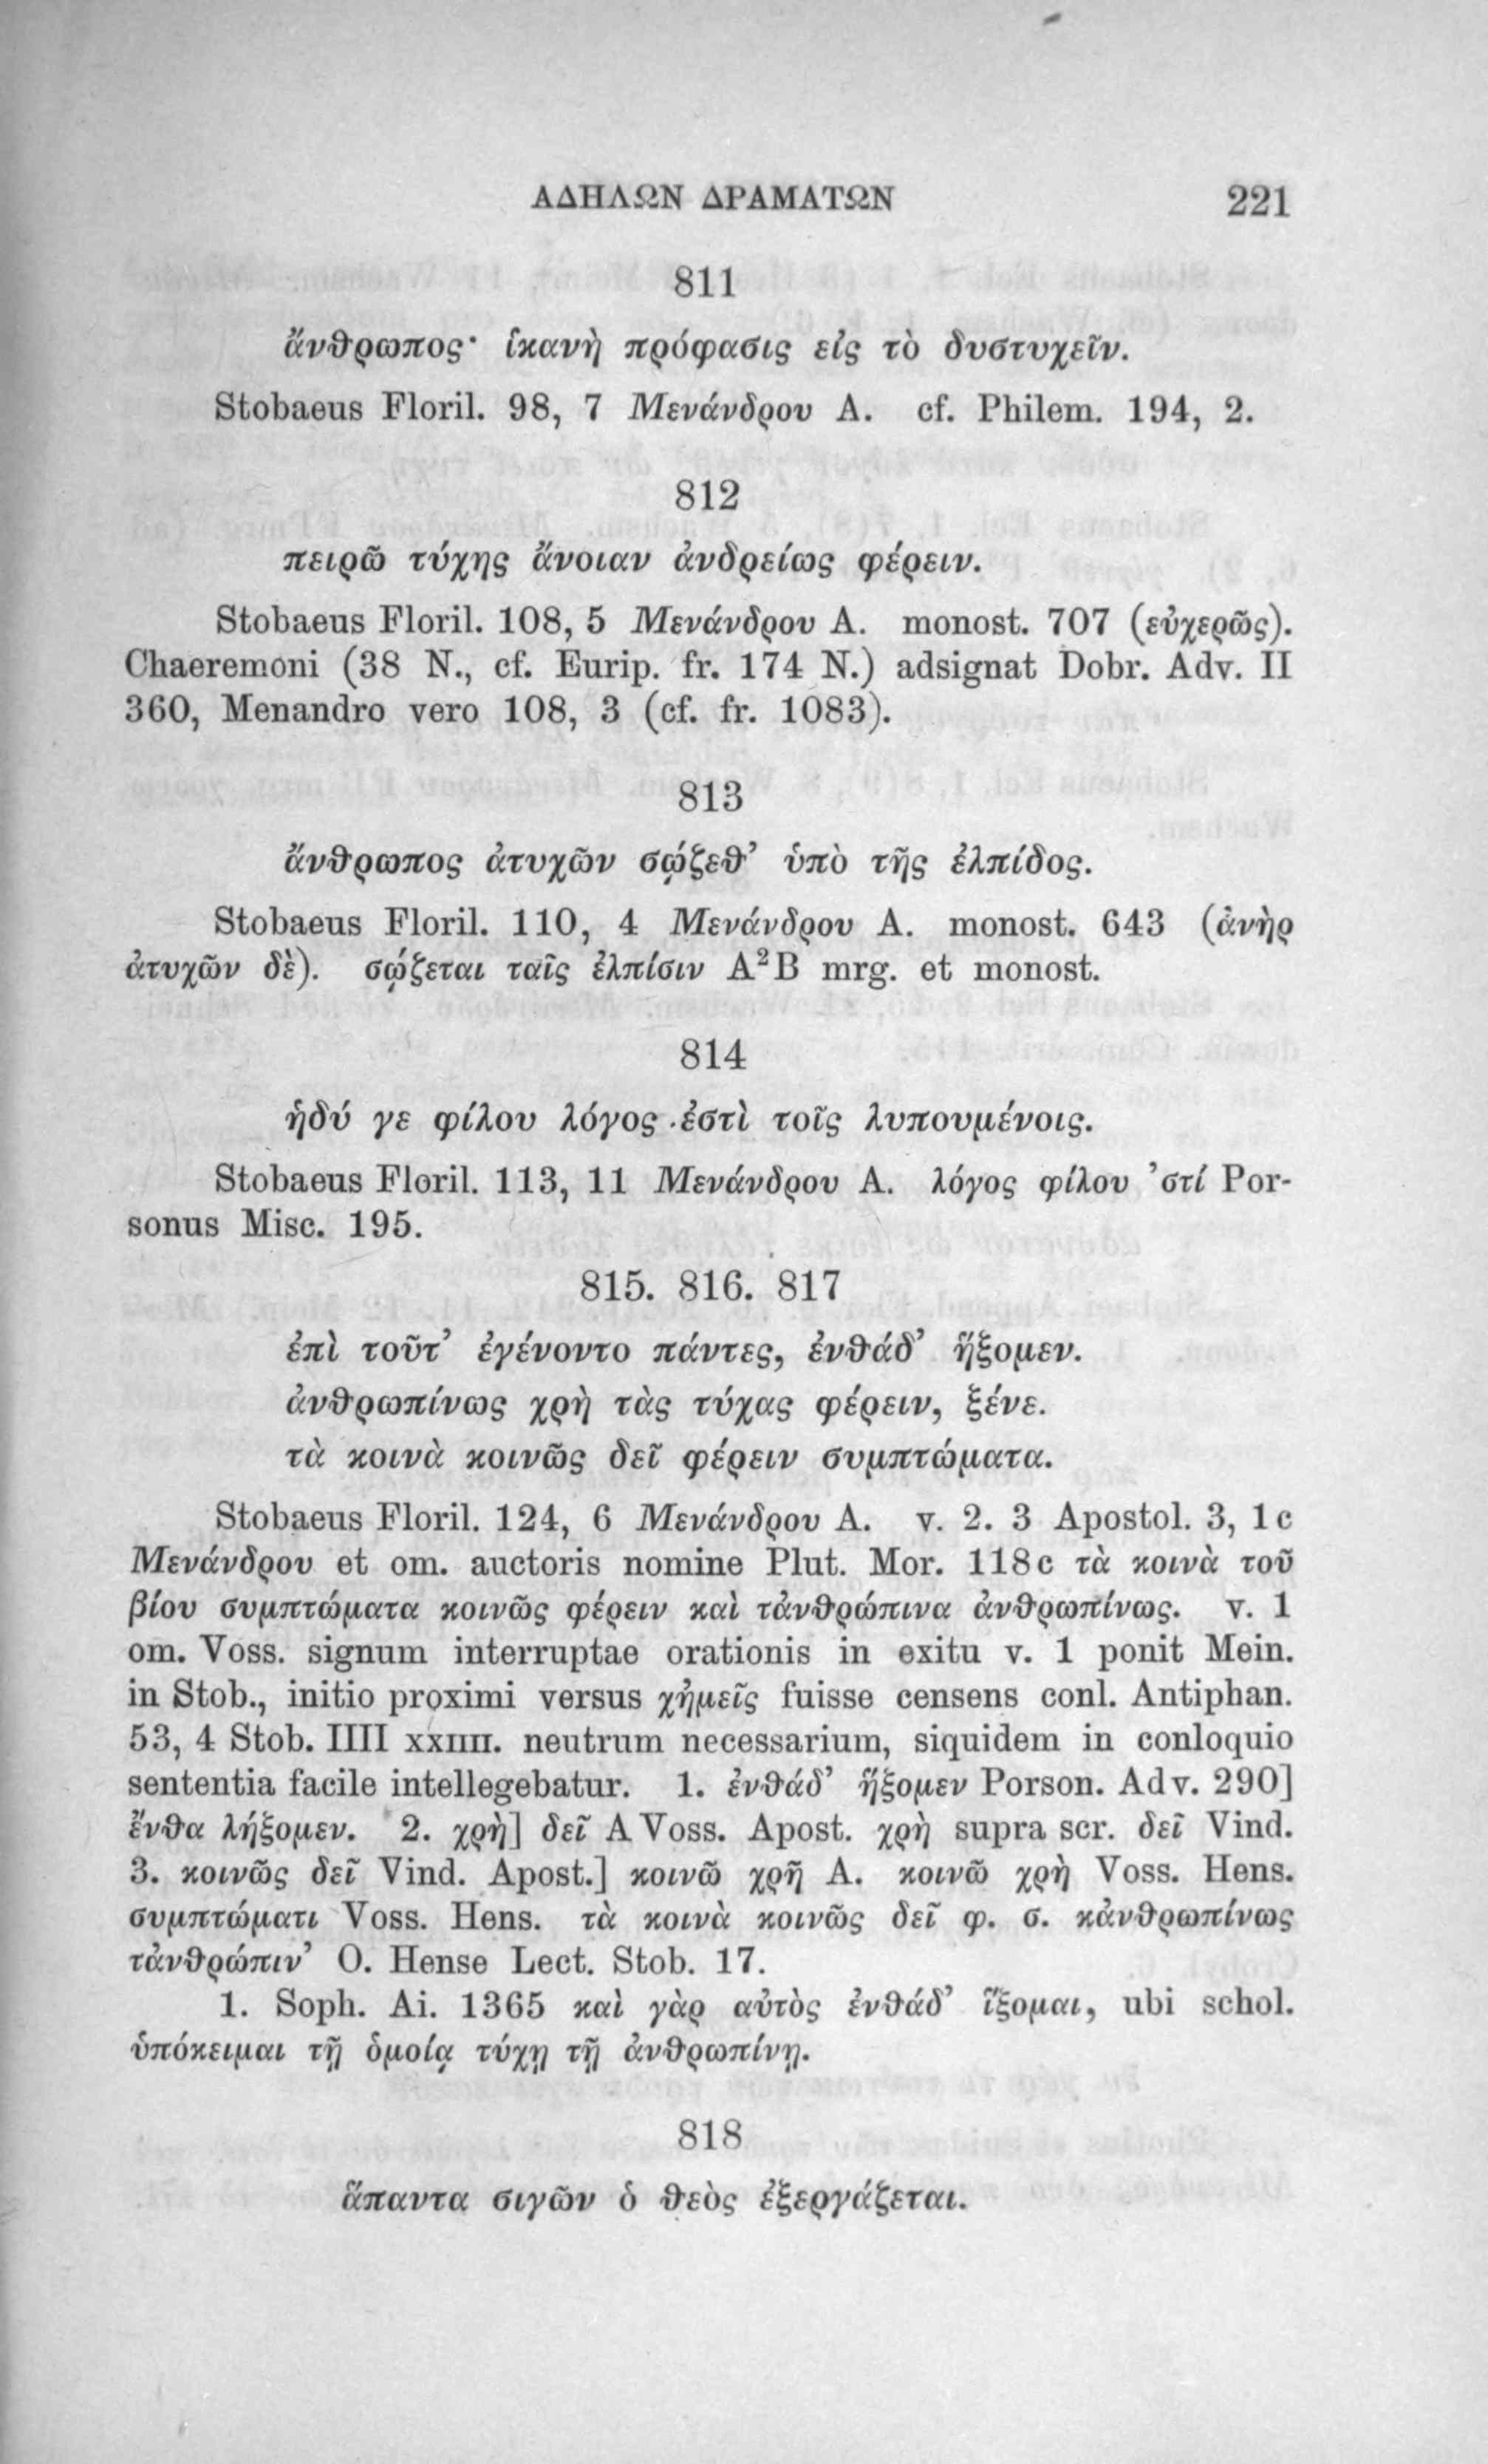 ΑΔΗΛΩΝ ΔΡΑΜΑΤΩΝ 221
811
ἄνθρωπος· ἱκανὴ πρόφασις εἰς τὸ δυστυχεῖν.
Stobaeus Floril. 98, 7 Μενάνδρου A. cf. Philem. 194, 2.
812
πειρῶ τύχης ἄνοιαν ἀνδρείως φέρειν.
Stobaeus Floril. 108, 5 Μενάνδρου A. monost. 707 (εὐχερῶς).
Chaeremoni (38 N., cf. Eurip. fr. 174 N.) adsignat Dobr. Adv. II
360, Menandro vero 108, 3 (cf. fr. 1083).
813
ἄνθρωπος ἀτυχῶν σῴζεθ’ ὑπὸ τῆς ἐλπίδος.
Stobaeus Floril. 110, 4 Μενάνδρου A. monost. 643 (ἀνὴρ
ἀτυχῶν δὲ). σῴζεται ταῖς ἐλπίσιν A²B mrg. et monost.
814
ἡδύ γε φίλου λόγος ἐστὶ τοῖς λυπουμένοις.
Stobaeus Floril. 113, 11 Μενάνδρου A. λόγος φίλου ’στί Por-
sonus Misc. 195.
815. 816. 817
ἐπὶ τοῦτ’ ἐγένοντο πάντες, ἐνθάδ’ ἥξομεν.
ἀνθρωπίνως χρὴ τὰς τύχας φέρειν, ξένε.
τὰ κοινὰ κοινῶς δεῖ φέρειν συμπτώματα.
Stobaeus Floril. 124, 6 Μενάνδρου A. v. 2. 3 Apostol. 3, 1c
Μενάνδρου et om. auctoris nomine Plut. Mor. 118c τὰ κοινὰ τοῦ
βίου συμπτώματα κοινῶς φέρειν καὶ τἀνθρώπινα ἀνθρωπίνως. v. 1
om. Voss. signum interruptae orationis in exitu v. 1 ponit Mein.
in Stob., initio proximi versus χἠμεῖς fuisse censens conl. Antiphan.
53, 4 Stob. IIII XXIIII. neutrum necessarium, siquidem in conloquio
sententia facile intellegebatur. 1. ἐνθάδ’ ἥξομεν Porson. Adv. 290]
ἔνθα λήξομεν. 2. χρὴ] δεῖ A Voss. Apost. χρὴ supra scr. δεῖ Vind.
3. κοινῶς δεῖ Vind. Apost.] κοινῶ χρῆ A. κοινῶ χρὴ Voss. Hens.
συμπτώματι Voss. Hens. τὰ κοινὰ κοινῶς δεῖ φ. σ. κἀνθρωπίνως
τἀνθρώπιν’ O. Hense Lect. Stob. 17.
1. Soph. Ai. 1365 καὶ γὰρ αὐτὸς ἐνθάδ’ ἵξομαι, ubi schol.
ὑπόκειμαι τῇ ὁμοίᾳ τύχῃ τῇ ἀνθρωπίνῃ.
818
ἅπαντα σιγῶν ὁ θεὸς ἐξεργάζεται.